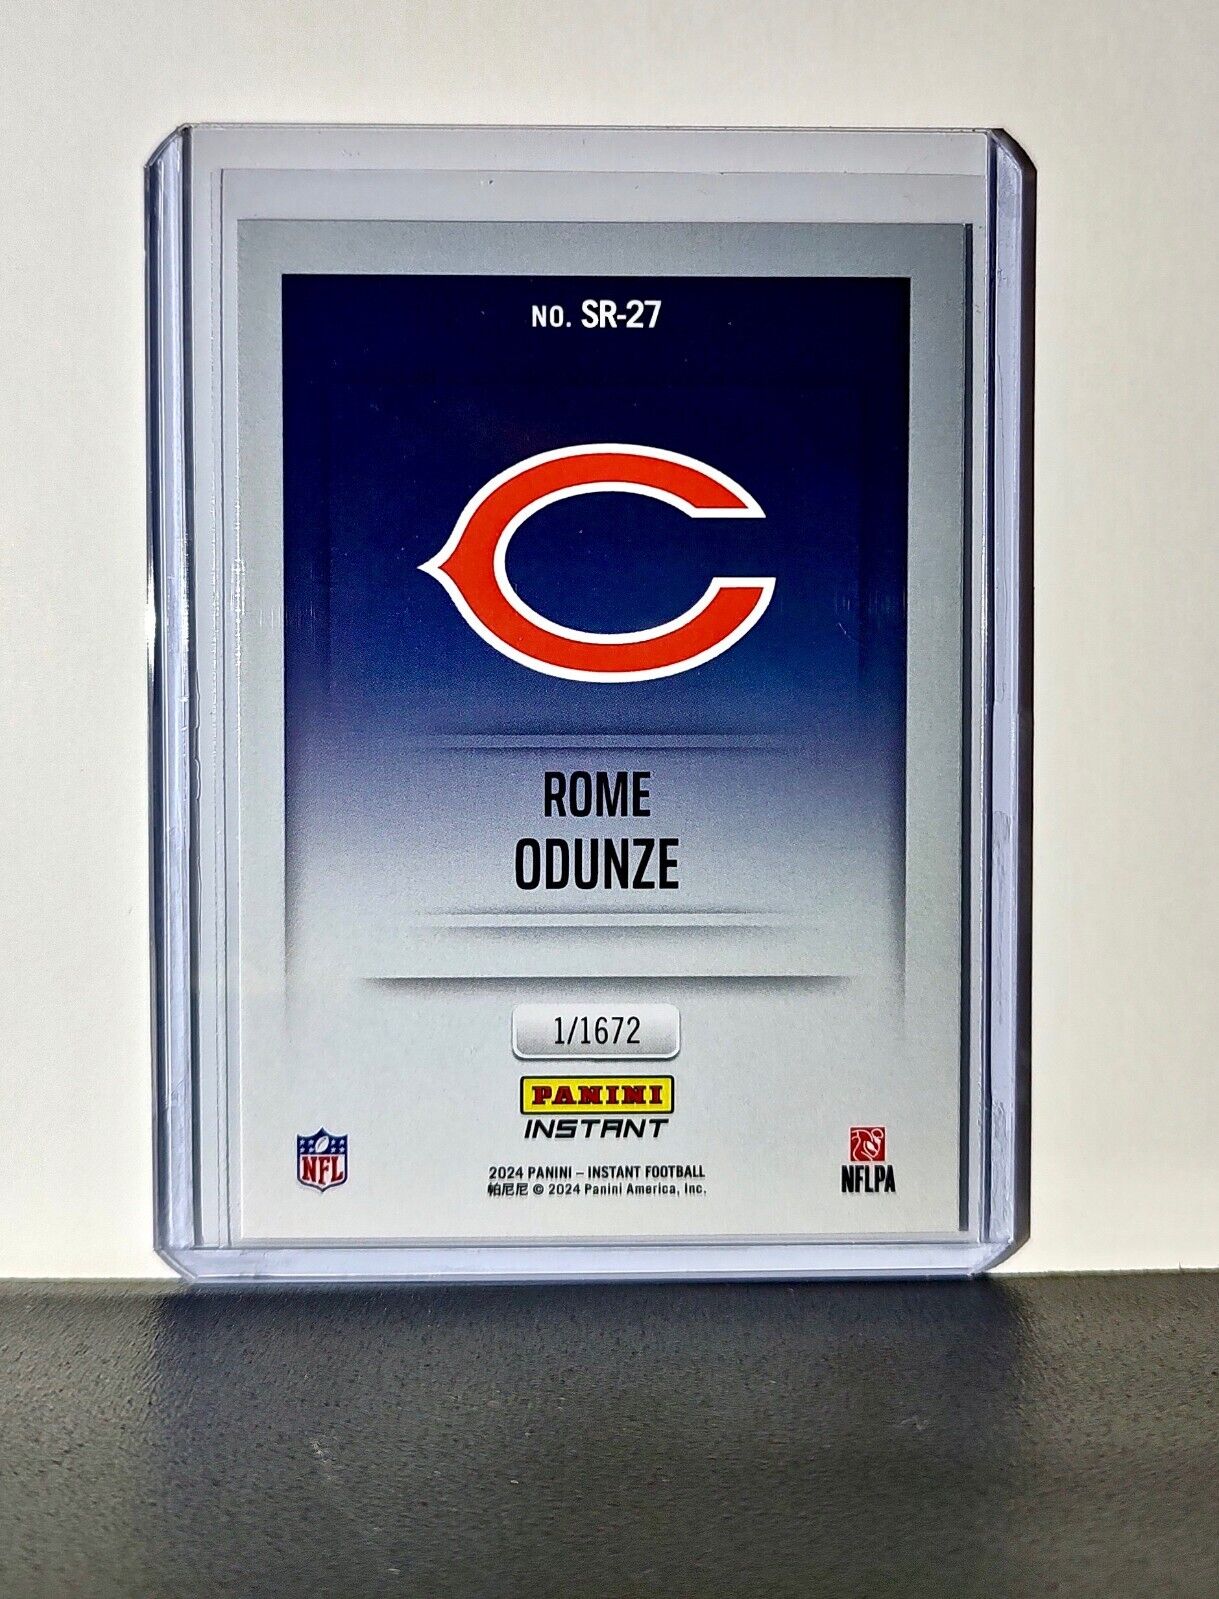 NO. SR-27
ROME
ODUNZE
1/1672
PANINI
INSTANT
NFL
2024 PANINI – INSTANT FOOTBALL
帕尼尼 © 2024 Panini America, Inc.
NFLPA